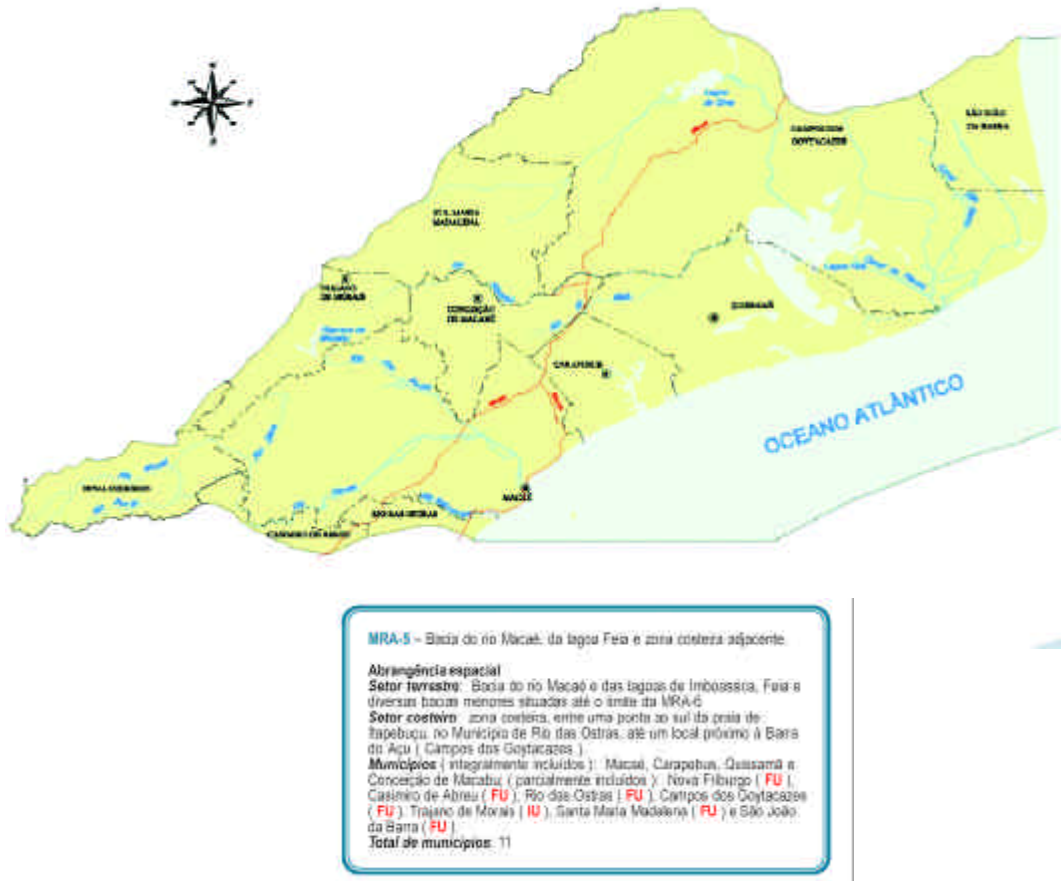 Lagoa
de Cima
SÃO JOÃO
DA BARRA
CAMPOS DOS
GOYTACAZES
STA. MARIA
MADALENA
TRAJANO
DE MORAIS
CONCEIÇÃO
DE MACABU
QUISSAMÃ
Lagoa Feia
CARAPEBUS
OCEANO ATLÂNTICO
NOVA FRIBURGO
MACAÉ
RIO DAS OSTRAS
CASIMIRO DE ABREU
MRA-5 – Bacia do rio Macaé, da lagoa Feia e zona costeira adjacente.
Abrangência espacial
Setor terrestre: Bacia do rio Macaé e das lagoas de Imboassica, Feia e
diversas bacias menores situadas até o limite da MRA-6
Setor costeiro: zona costeira, entre uma ponta ao sul da praia de
Itapebuçu, no Município de Rio das Ostras, até um local próximo à Barra
do Açu ( Campos dos Goytacazes ).
Municípios ( integralmente incluídos ): Macaé, Carapebus, Quissamã e
Conceição de Macabu; ( parcialmente incluídos ): Nova Friburgo ( FU ),
Casimiro de Abreu ( FU ), Rio das Ostras ( FU ), Campos dos Goytacazes
( FU ), Trajano de Morais ( IU ), Santa Maria Madalena ( FU ) e São João
da Barra ( FU )
Total de municípios: 11